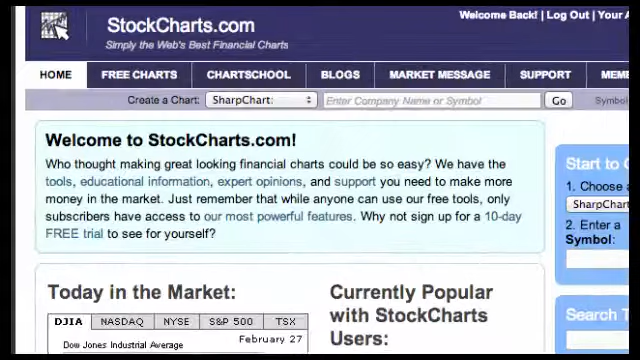 StockCharts.com
Simply the Web's Best Financial Charts
Welcome Back! | Log Out | Your
HOME FREE CHARTS CHARTSCHOOL BLOGS MARKET MESSAGE SUPPORT
Create a Chart: SharpChart: Enter Company Name or Symbol Go Symbol
Welcome to StockCharts.com!
Who thought making great looking financial charts could be so easy? We have the
tools, educational information, expert opinions, and support you need to make more
money in the market. Just remember that while anyone can use our free tools, only
subscribers have access to our most powerful features. Why not sign up for a 10-day
FREE trial to see for yourself?
Start to
1. Choose a
SharpChart
2. Enter a
Symbol:
Search
Today in the Market:
DJIA NASDAQ NYSE S&P 500 TSX
Dow Jones Industrial Average February 27
Currently Popular
with StockCharts
Users: